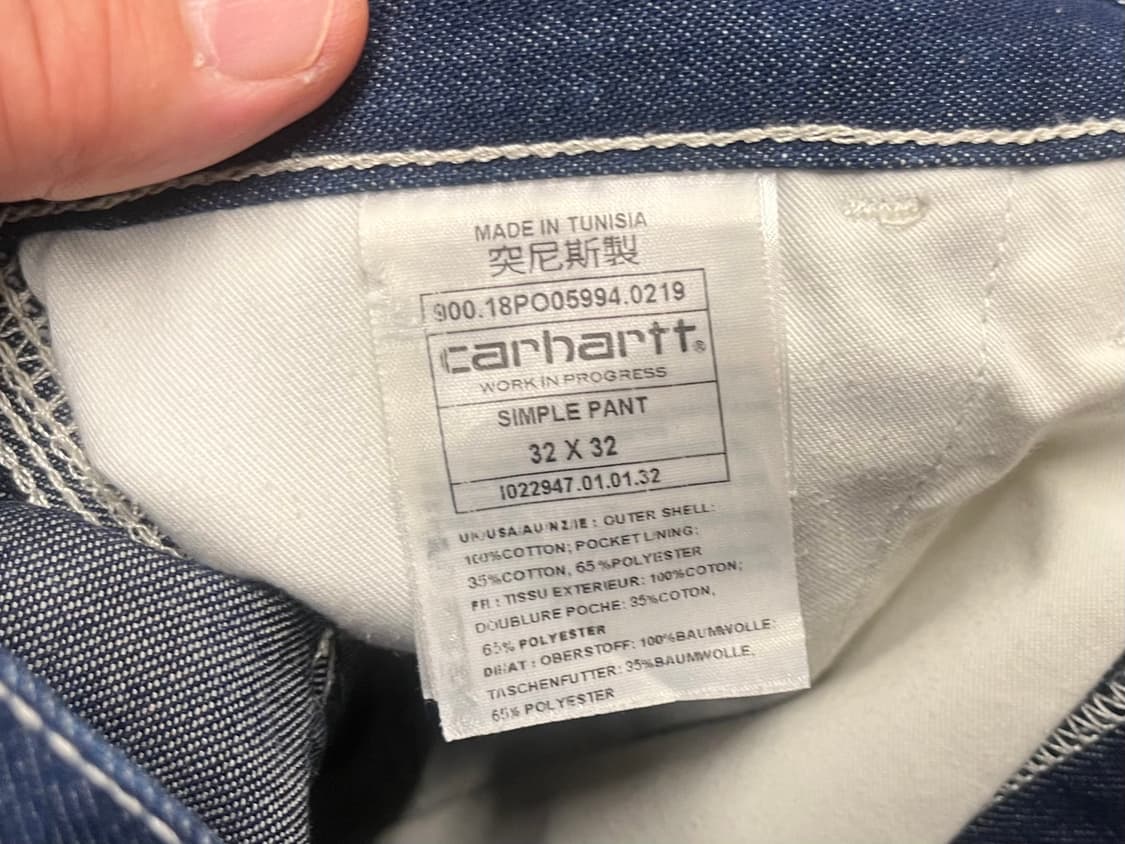 MADE IN TUNISIA
突尼斯製
900.18PO05994.0219
carhartt®
WORK IN PROGRESS
SIMPLE PANT
32 X 32
I022947.01.01.32
UK/USA/AU/NZ/IE : OUTER SHELL:
100%COTTON; POCKET LINING:
35%COTTON, 65%POLYESTER
FR : TISSU EXTERIEUR: 100%COTON;
DOUBLURE POCHE: 35%COTON,
65% POLYESTER
DE/AT : OBERSTOFF: 100%BAUMWOLLE;
TASCHENFUTTER: 35%BAUMWOLLE,
65% POLYESTER